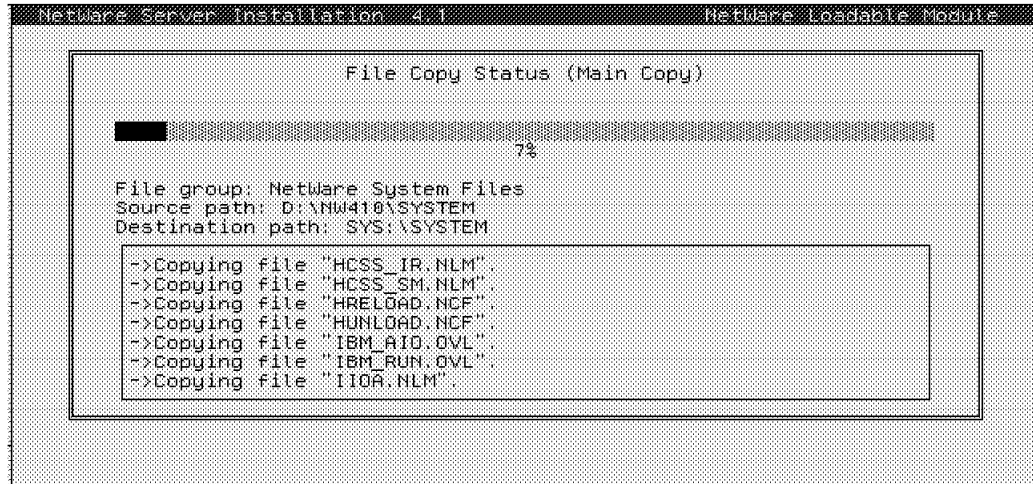 NetWare Server Installation 4.1 NetWare Loadable Module
File Copy Status (Main Copy)
7%
File group: NetWare System Files
Source path: D:\NW410\SYSTEM
Destination path: SYS:\SYSTEM
->Copying file "HCSS_IR.NLM".
->Copying file "HCSS_SM.NLM".
->Copying file "HRELOAD.NCF".
->Copying file "HUNLOAD.NCF".
->Copying file "IBM_AIO.OVL".
->Copying file "IBM_RUN.OVL".
->Copying file "IIOA.NLM".